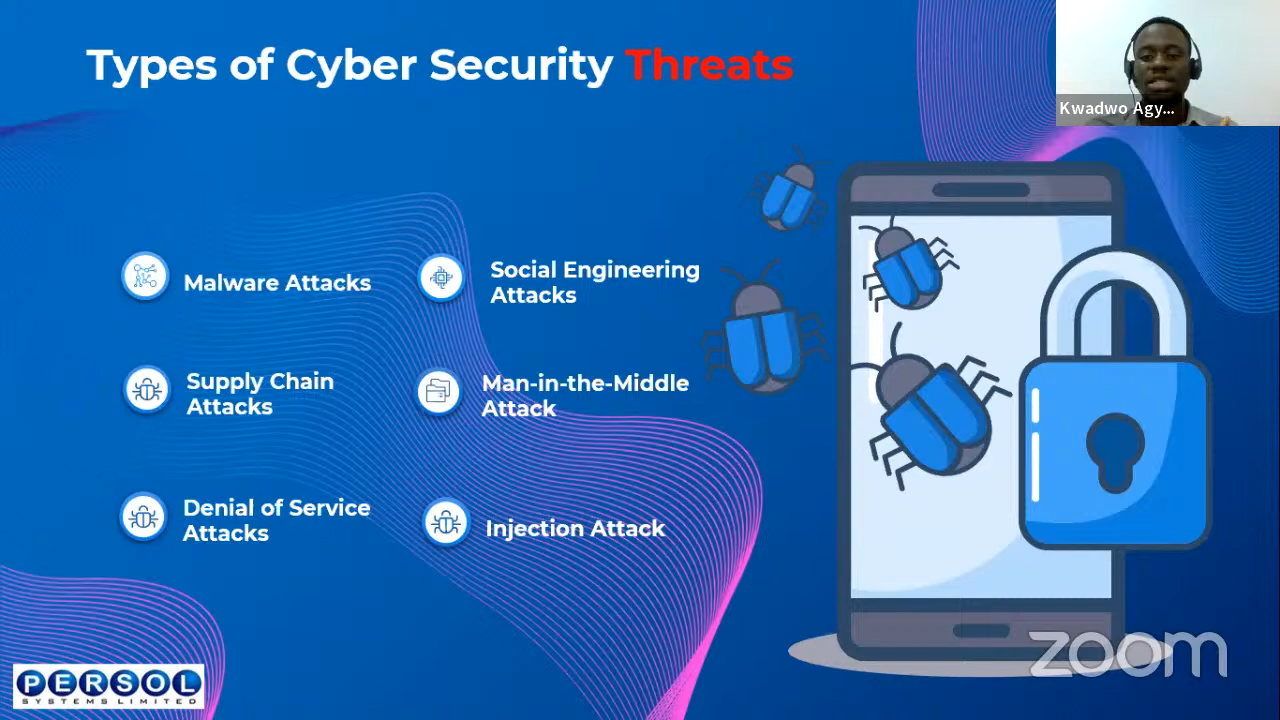 Types of Cyber Security Threats
Kwadwo Agy...
Malware Attacks
Social Engineering
Attacks
Supply Chain
Attacks
Man-in-the-Middle
Attack
Denial of Service
Attacks
Injection Attack
PERSOL
SYSTEMS LIMITED
zoom